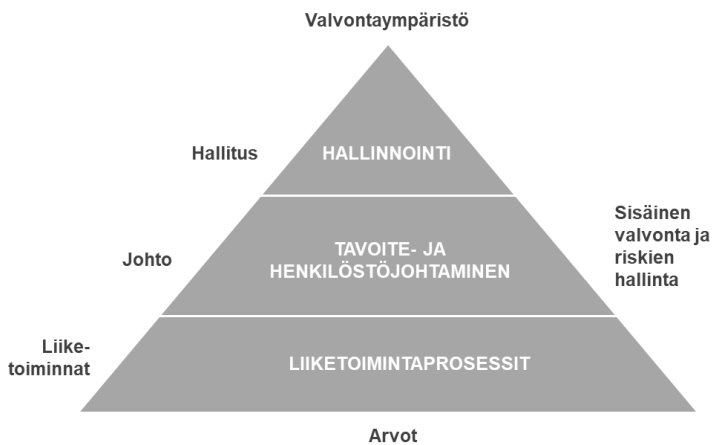 Valvontaympäristö
Hallitus
HALLINNOINTI
Sisäinen
valvonta ja
riskien
hallinta
Johto
TAVOITE- JA
HENKILÖSTÖJOHTAMINEN
Liike-
toiminnat
LIIKETOIMINTAPROSESSIT
Arvot